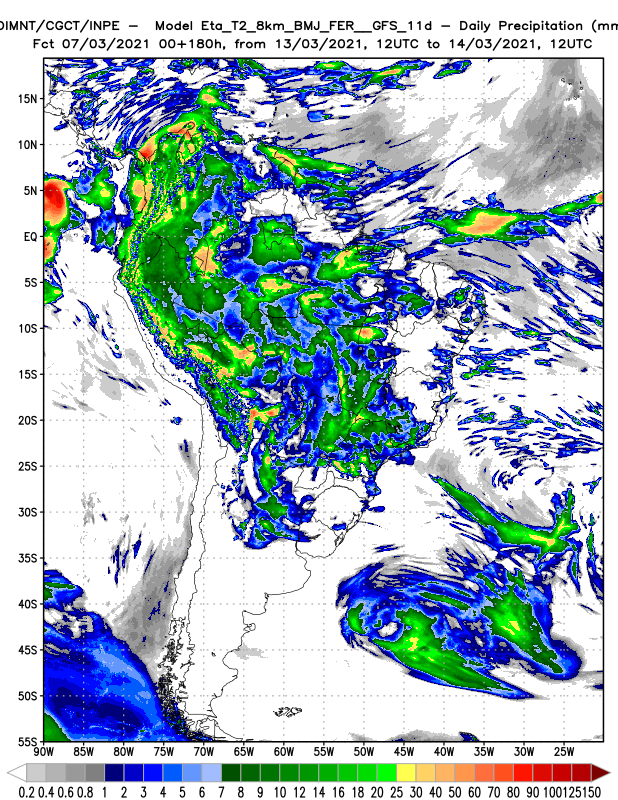 DIMNT/CGCT/INPE – Model Eta_T2_8km_BMJ_FER__GFS_11d – Daily Precipitation (mm
Fct 07/03/2021 00+180h, from 13/03/2021, 12UTC to 14/03/2021, 12UTC
15N
10N
5N
EQ
5S
10S
15S
20S
25S
30S
35S
40S
45S
50S
55S
90W 85W 80W 75W 70W 65W 60W 55W 50W 45W 40W 35W 30W 25W
0.2 0.4 0.6 0.8 1 2 3 4 5 6 7 8 9 10 12 14 16 18 20 25 30 40 50 60 70 80 90 100 125 150